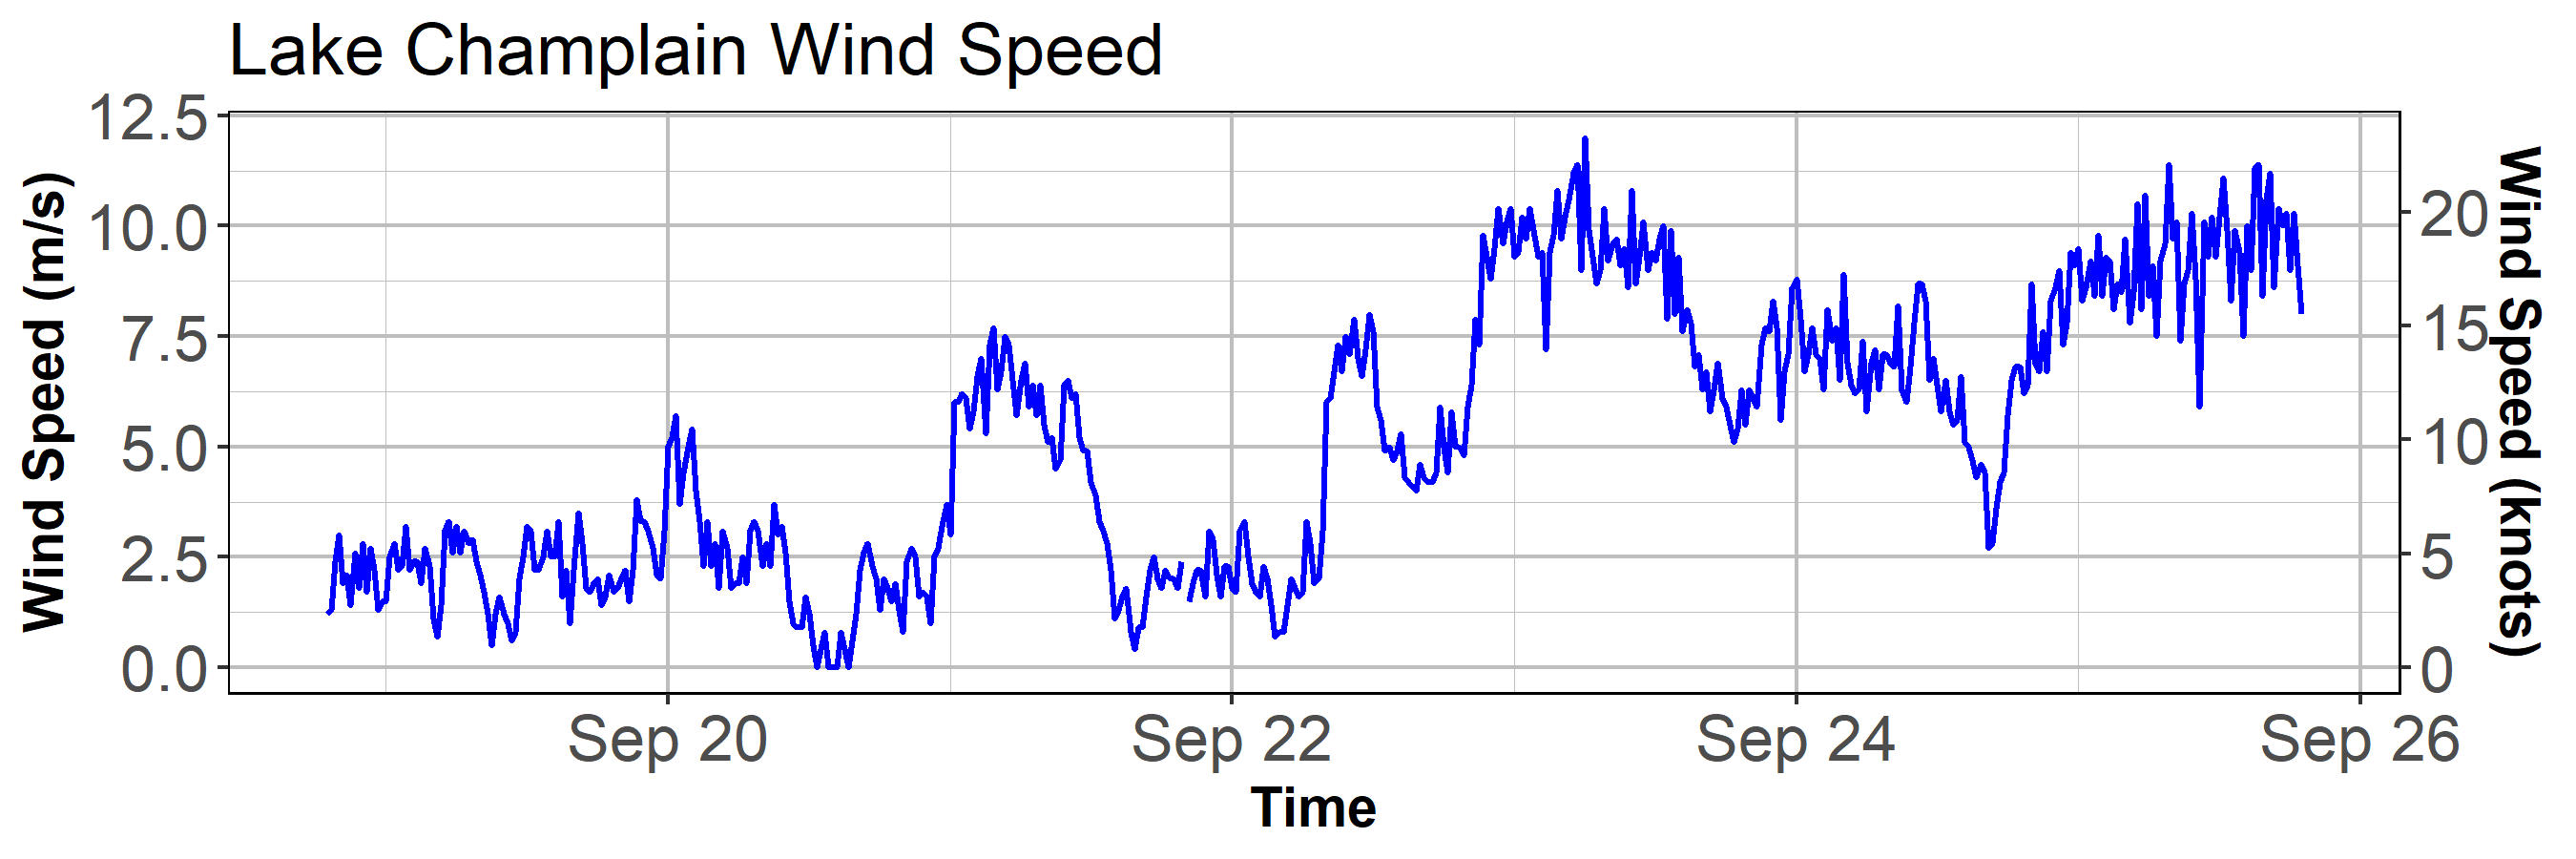 Lake Champlain Wind Speed
Wind Speed (m/s)
12.5
10.0
7.5
5.0
2.5
0.0
Wind Speed (knots)
20
15
10
5
0
Sep 20
Sep 22
Sep 24
Sep 26
Time